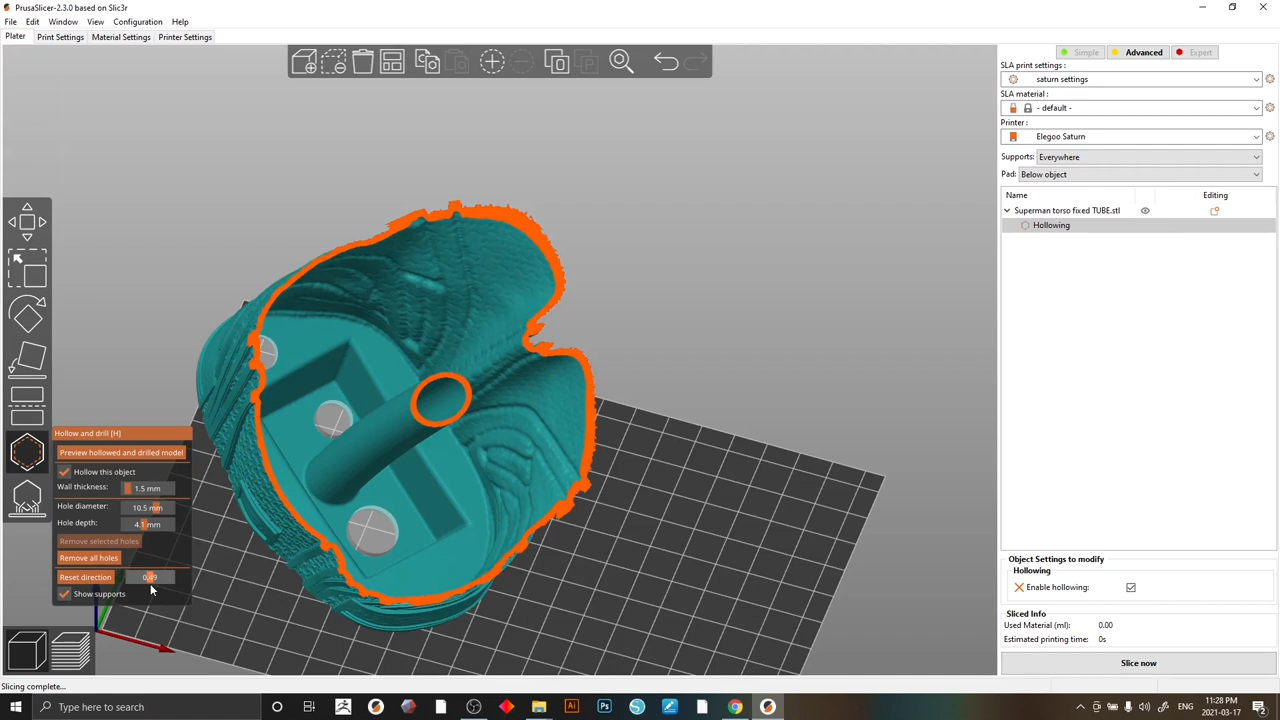 PrusaSlicer-2.3.0 based on Slic3r
File Edit Window View Configuration Help
Plater Print Settings Material Settings Printer Settings
Simple Advanced Expert
SLA print settings:
saturn settings
SLA material :
- default -
Printer :
Elegoo Saturn
Supports: Everywhere
Pad: Below object
Name Editing
Superman torso fixed TUBE.stl
Hollowing
Hollow and drill [H]
Preview hollowed and drilled model
Hollow this object
Wall thickness: 1.5 mm
Hole diameter: 10.5 mm
Hole depth: 4.1 mm
Remove selected holes
Remove all holes
Reset direction 0.49
Show supports
Object Settings to modify
Hollowing
Enable hollowing:
Sliced Info
Used Material (ml): 0.00
Estimated printing time: 0s
Slice now
Slicing complete...
Type here to search
Ai
Ps
ENG
11:28 PM
2021-03-17